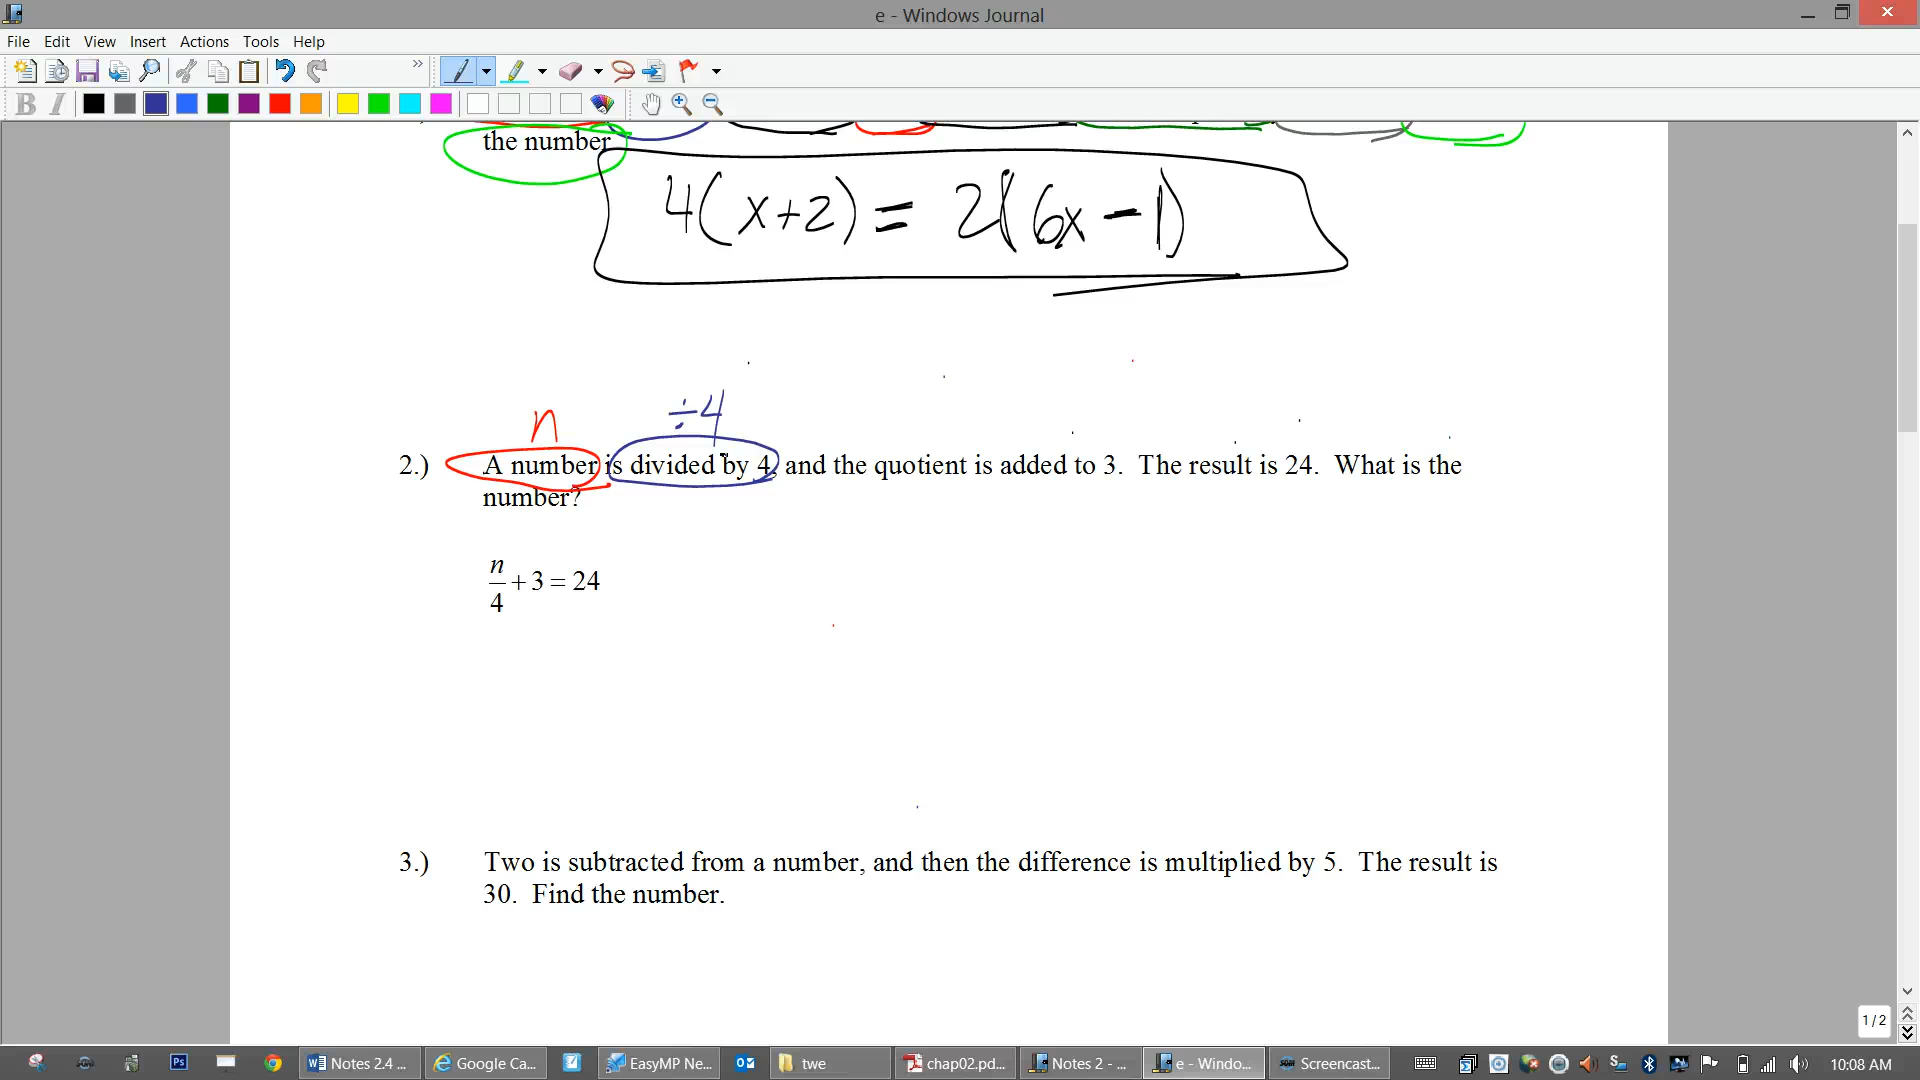 e - Windows Journal
File Edit View Insert Actions Tools Help
B I
the number
4(x+2) = 2(6x-1)
n ÷4
2.) A number is divided by 4, and the quotient is added to 3. The result is 24. What is the
number?
n/4 + 3 = 24
3.) Two is subtracted from a number, and then the difference is multiplied by 5. The result is
30. Find the number.
1 / 2
Notes 2.4 ... Google Ca... EasyMP Ne... twe chap02.pd... Notes 2 - ... e - Windo... Screencast... 10:08 AM